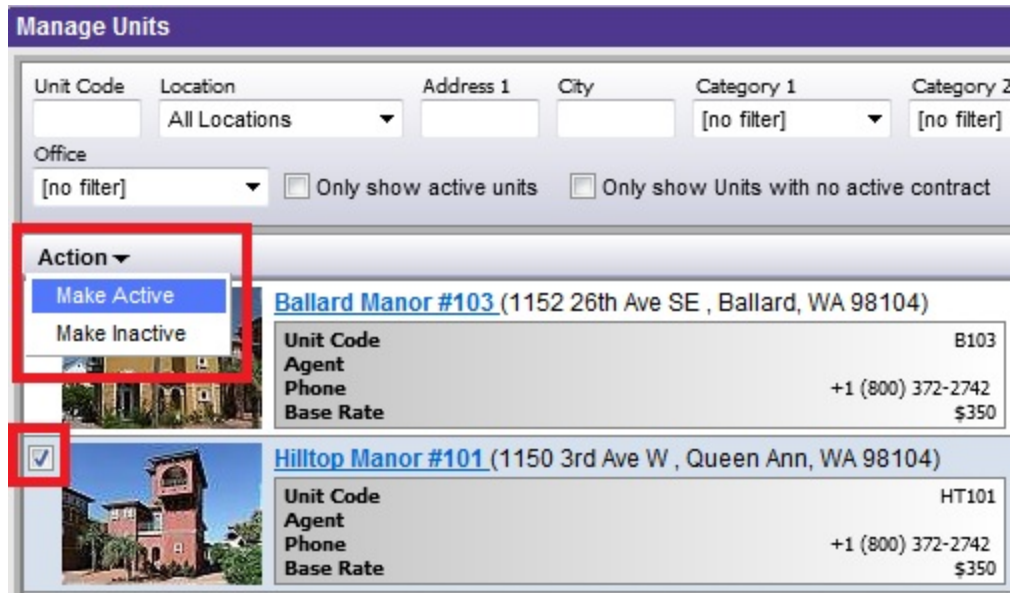 Manage Units
Unit Code Location Address 1 City Category 1 Category 2
All Locations [no filter] [no filter]
Office
[no filter] Only show active units Only show Units with no active contract
Action
Make Active
Make Inactive
Ballard Manor #103 (1152 26th Ave SE , Ballard, WA 98104)
Unit Code B103
Agent
Phone +1 (800) 372-2742
Base Rate $350
Hilltop Manor #101 (1150 3rd Ave W , Queen Ann, WA 98104)
Unit Code HT101
Agent
Phone +1 (800) 372-2742
Base Rate $350